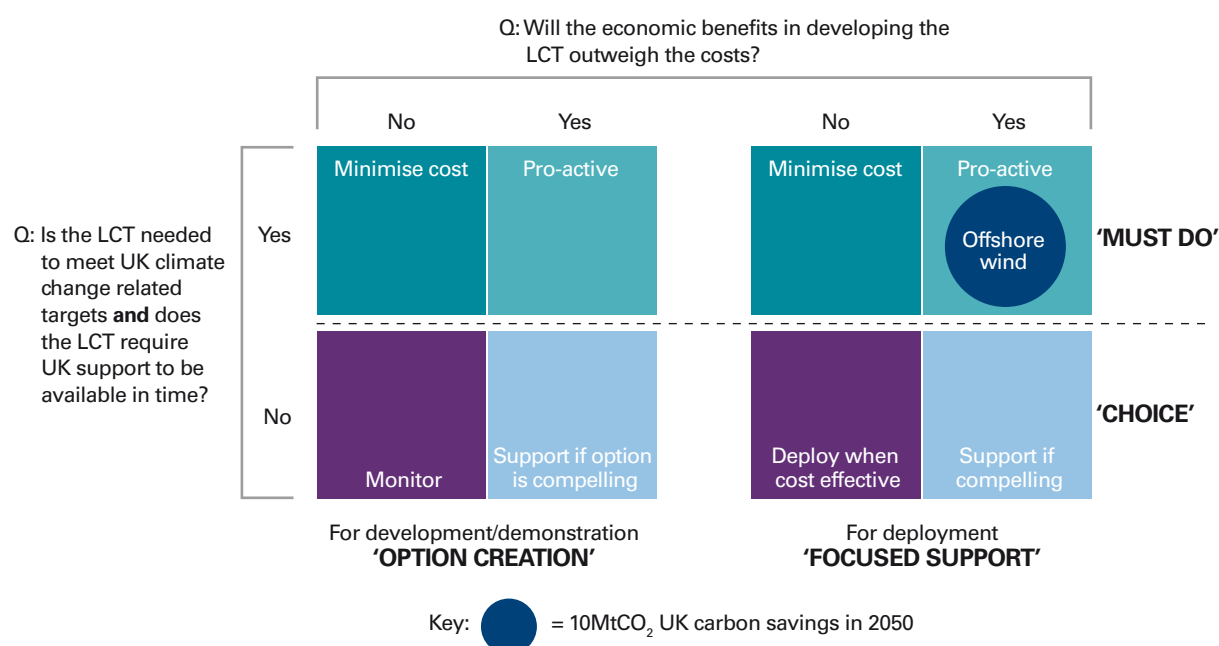 Q: Will the economic benefits in developing the
LCT outweigh the costs?
No
Yes
No
Yes
Q: Is the LCT needed
to meet UK climate
change related
targets and does
the LCT require
UK support to be
available in time?
Yes
Minimise cost
Pro-active
Minimise cost
Pro-active
Offshore
wind
'MUST DO'
No
Monitor
Support if option
is compelling
Deploy when
cost effective
Support if
compelling
'CHOICE'
For development/demonstration
'OPTION CREATION'
For deployment
'FOCUSED SUPPORT'
Key:
= 10MtCO₂ UK carbon savings in 2050